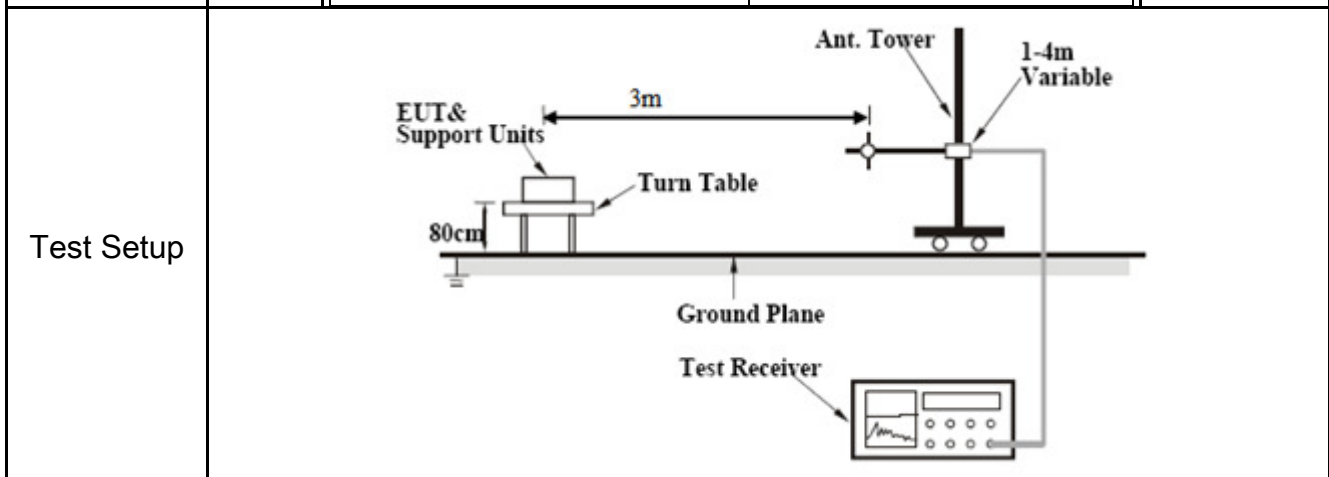 Test Setup
Ant. Tower
1-4m
Variable
3m
EUT&
Support Units
Turn Table
80cm
Ground Plane
Test Receiver